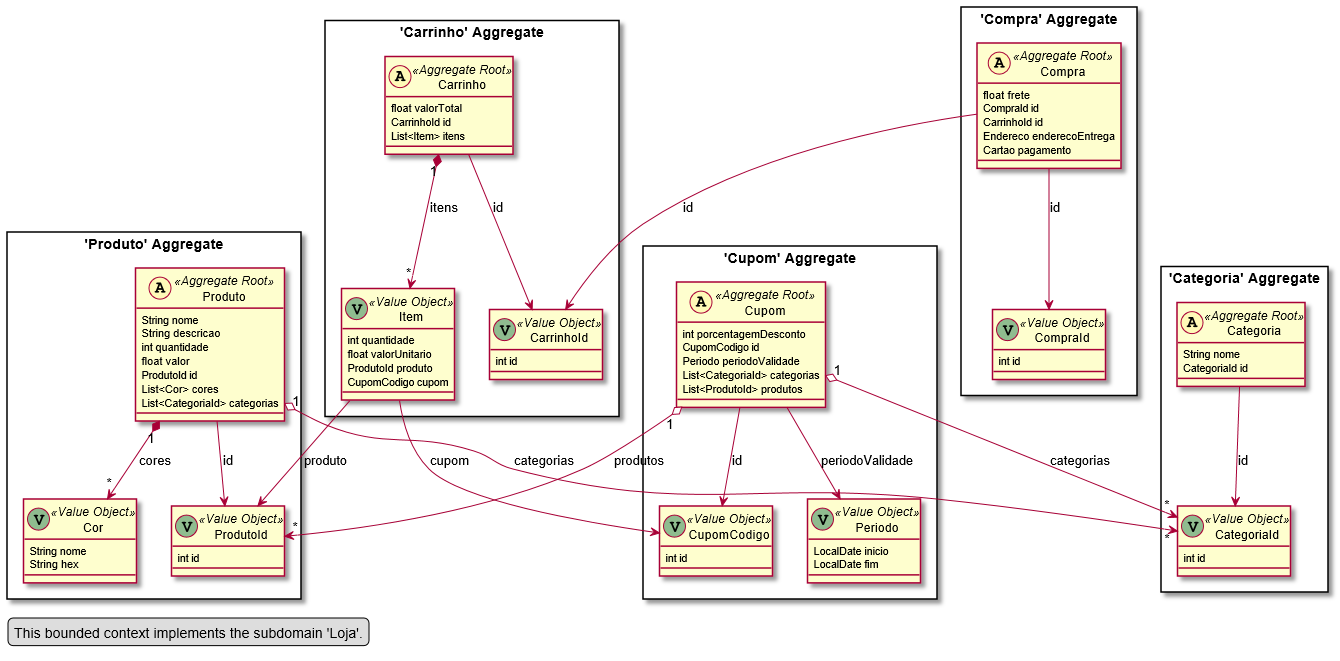 'Carrinho' Aggregate
A
«Aggregate Root»
Carrinho
float valorTotal
CarrinhoId id
List<Item> itens
1
itens
id
*
V
«Value Object»
Item
int quantidade
float valorUnitario
ProdutoId produto
CupomCodigo cupom
V
«Value Object»
CarrinhoId
int id
'Compra' Aggregate
A
«Aggregate Root»
Compra
float frete
CompraId id
CarrinhoId id
Endereco enderecoEntrega
Cartao pagamento
id
id
V
«Value Object»
CompraId
int id
'Produto' Aggregate
A
«Aggregate Root»
Produto
String nome
String descricao
int quantidade
float valor
ProdutoId id
List<Cor> cores
List<CategoriaId> categorias
1
1
cores
id
produto
cupom
categorias
produtos
*
V
«Value Object»
Cor
String nome
String hex
V
«Value Object»
ProdutoId
int id
*
'Cupom' Aggregate
A
«Aggregate Root»
Cupom
int porcentagemDesconto
CupomCodigo id
Periodo periodoValidade
List<CategoriaId> categorias
List<ProdutoId> produtos
1
1
id
periodoValidade
categorias
V
«Value Object»
CupomCodigo
int id
V
«Value Object»
Periodo
LocalDate inicio
LocalDate fim
'Categoria' Aggregate
A
«Aggregate Root»
Categoria
String nome
CategoriaId id
id
*
*
V
«Value Object»
CategoriaId
int id
This bounded context implements the subdomain 'Loja'.